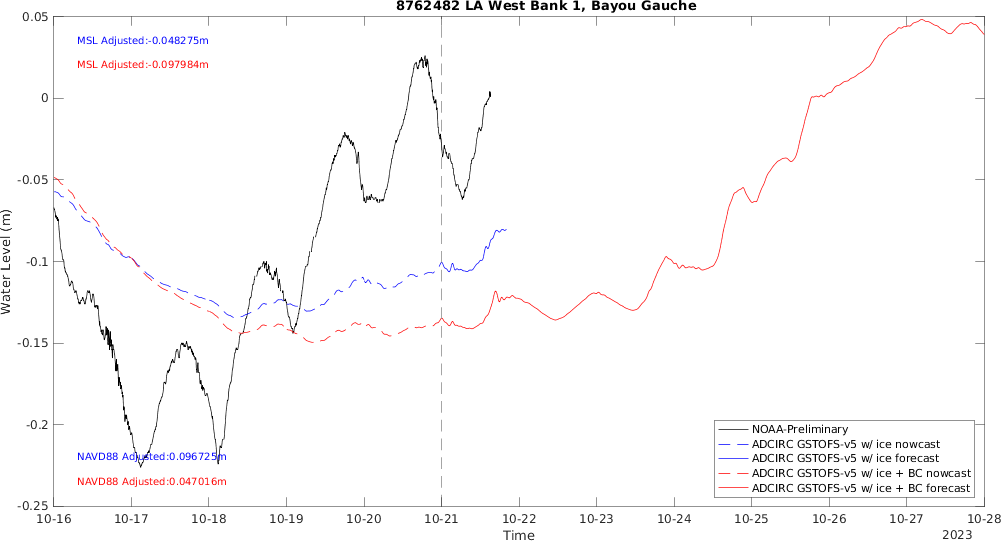 8762482 LA West Bank 1, Bayou Gauche
MSL Adjusted:-0.048275m
MSL Adjusted:-0.097984m
0.05
0
-0.05
-0.1
-0.15
-0.2
-0.25
Water Level (m)
NAVD88 Adjusted:0.096725m
NAVD88 Adjusted:0.047016m
NOAA-Preliminary
ADCIRC GSTOFS-v5 w/ ice nowcast
ADCIRC GSTOFS-v5 w/ ice forecast
ADCIRC GSTOFS-v5 w/ ice + BC nowcast
ADCIRC GSTOFS-v5 w/ ice + BC forecast
10-16 10-17 10-18 10-19 10-20 10-21 10-22 10-23 10-24 10-25 10-26 10-27 10-28
Time
2023